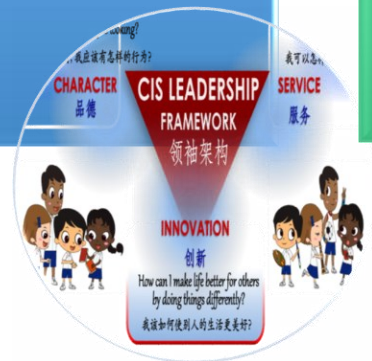 我应该有怎样的行为?
CHARACTER
品德
CIS LEADERSHIP
FRAMEWORK
领袖架构
我可以怎
SERVICE
服务
INNOVATION
创新
How can I make life better for others
by doing things differently?
我该如何使别人的生活更美好?